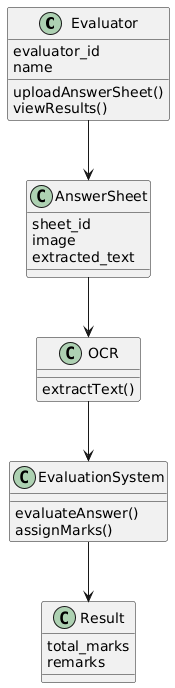 C Evaluator
evaluator_id
name
uploadAnswerSheet()
viewResults()
C AnswerSheet
sheet_id
image
extracted_text
C OCR
extractText()
C EvaluationSystem
evaluateAnswer()
assignMarks()
C Result
total_marks
remarks